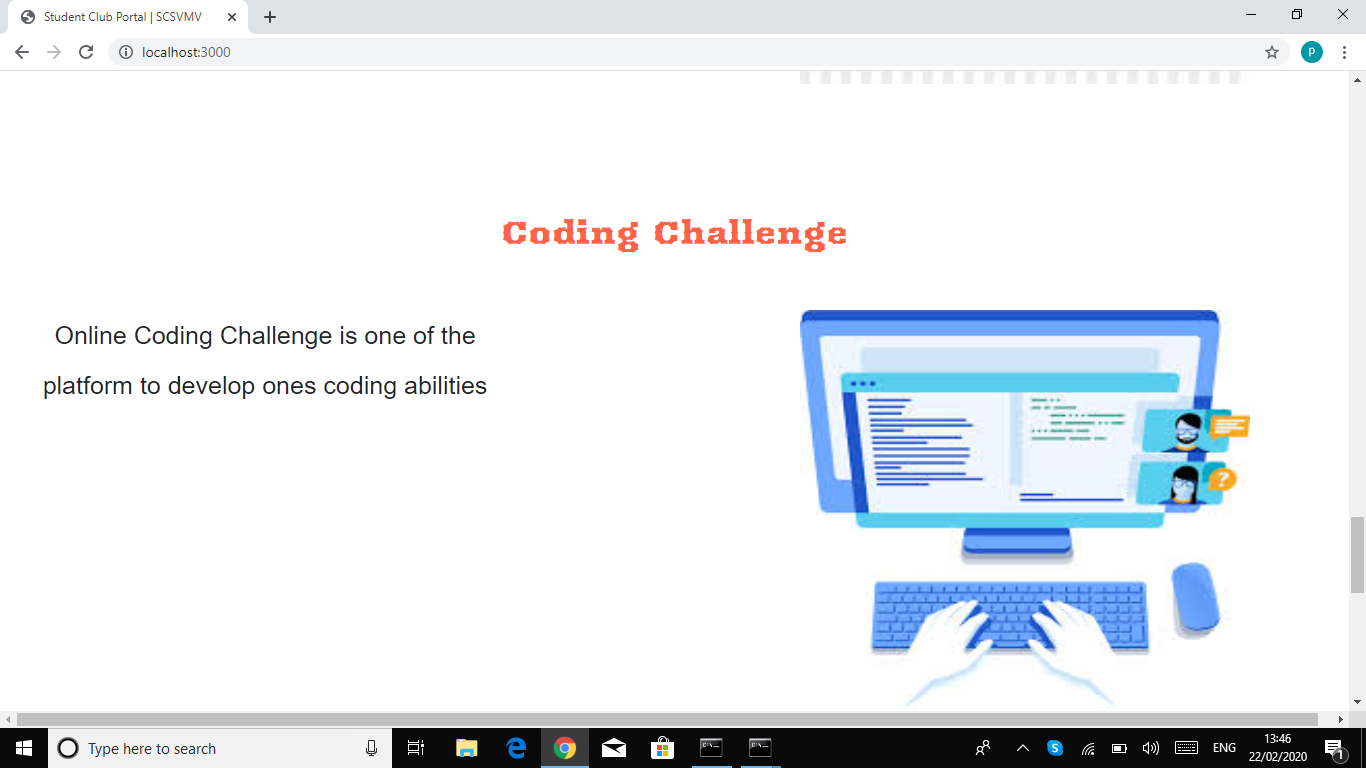 Student Club Portal | SCSVMV
localhost:3000
P
Coding Challenge
Online Coding Challenge is one of the
platform to develop ones coding abilities
?
Type here to search
ENG
13:46
22/02/2020
1